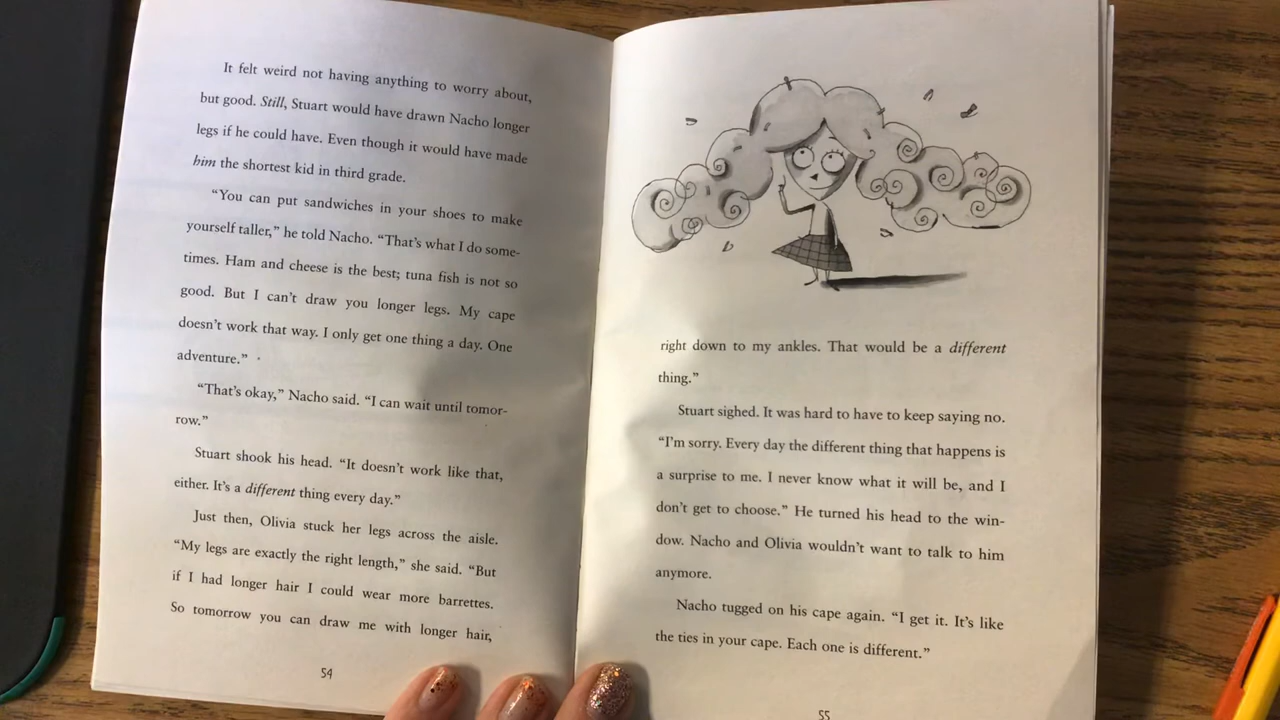 It felt weird not having anything to worry about,
but good. Still, Stuart would have drawn Nacho longer
legs if he could have. Even though it would have made
him the shortest kid in third grade.
“You can put sandwiches in your shoes to make
yourself taller,” he told Nacho. “That’s what I do some-
times. Ham and cheese is the best; tuna fish is not so
good. But I can’t draw you longer legs. My cape
doesn’t work that way. I only get one thing a day. One
adventure.”
“That’s okay,” Nacho said. “I can wait until tomor-
row.”
Stuart shook his head. “It doesn’t work like that,
either. It’s a different thing every day.”
Just then, Olivia stuck her legs across the aisle.
“My legs are exactly the right length,” she said. “But
if I had longer hair I could wear more barrettes.
So tomorrow you can draw me with longer hair,
54
right down to my ankles. That would be a different
thing.”
Stuart sighed. It was hard to have to keep saying no.
“I’m sorry. Every day the different thing that happens is
a surprise to me. I never know what it will be, and I
don’t get to choose.” He turned his head to the win-
dow. Nacho and Olivia wouldn’t want to talk to him
anymore.
Nacho tugged on his cape again. “I get it. It’s like
the ties in your cape. Each one is different.”
55